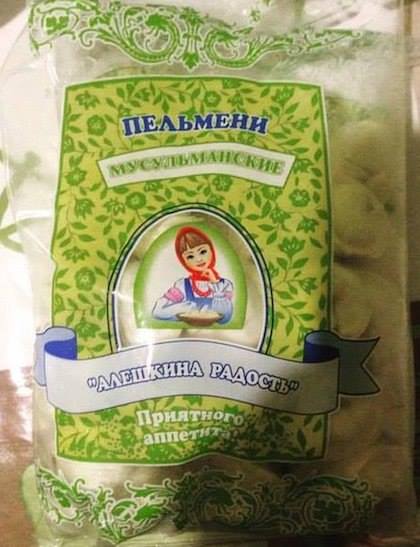 ПЕЛЬМЕНИ
МУСУЛЬМАНСКИЕ
"АЛЕШКИНА РАДОСТЬ"
Приятного
аппетита!